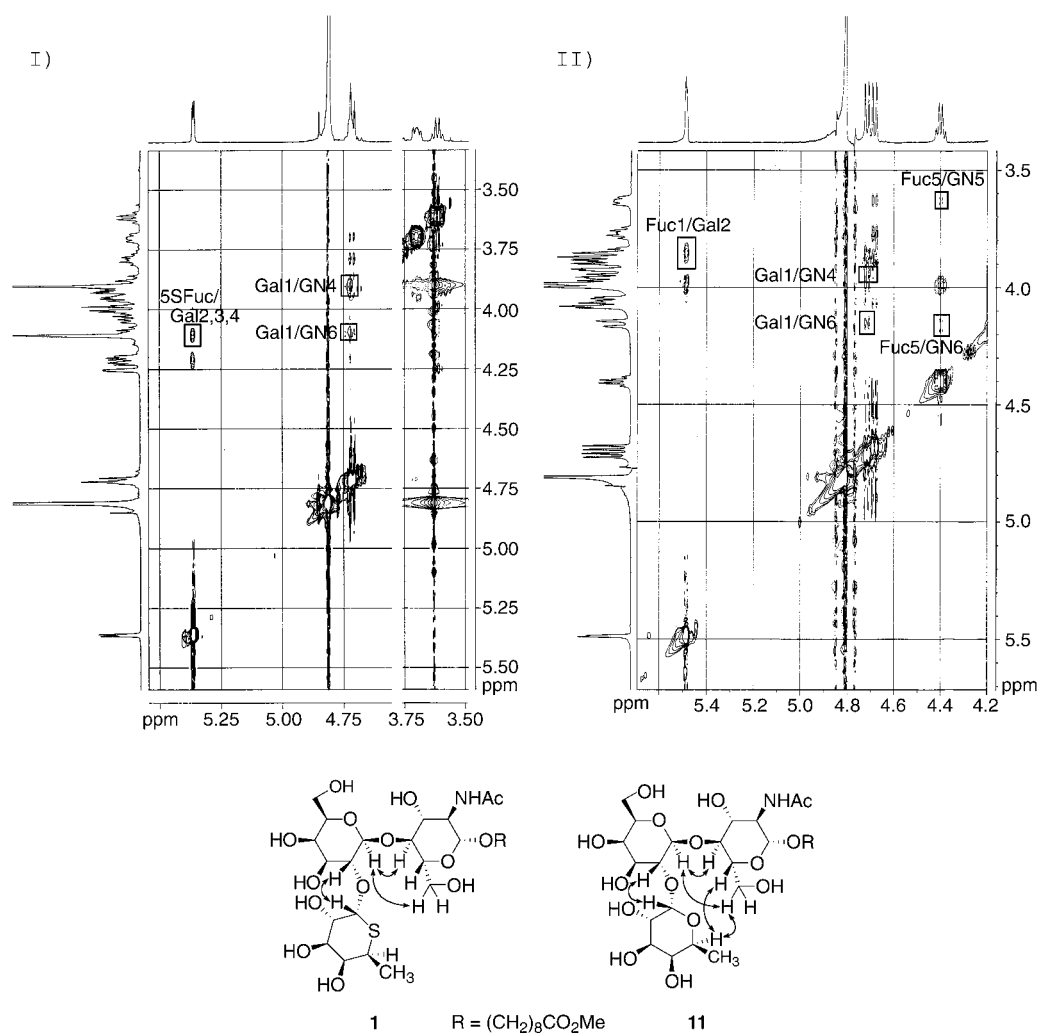 I)
II)
3.50
3.75
4.00
4.25
4.50
4.75
5.00
5.25
5.50
ppm
5SFuc/
Gal2,3,4
Gal1/GN4
Gal1/GN6
ppm 5.25 5.00 4.75 3.75 3.50
Fuc1/Gal2
Fuc5/GN5
Gal1/GN4
Gal1/GN6
Fuc5/GN6
3.5
4.0
4.5
5.0
5.5
ppm
ppm 5.4 5.2 5.0 4.8 4.6 4.4 4.2
OH
HO
NHAc
HO
O
O
OR
HO
H
H
O
HO
H
O
H
OH
HO
H
H
H
HO
S
H
HO
CH3
HO
OH
HO
NHAc
HO
O
O
OR
HO
H
H
O
HO
H
O
H
OH
HO
H
H
H
HO
O
H
HO
CH3
OH
1 R = (CH2)8CO2Me 11